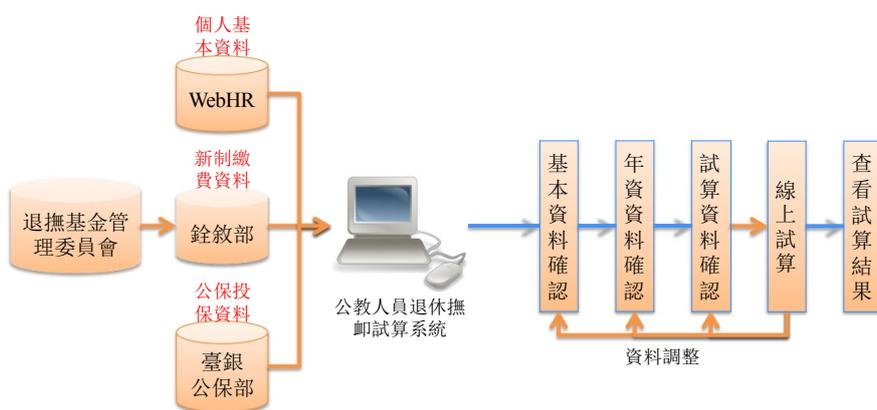 個人基
本資料
WebHR
新制繳
費資料
退撫基金管
理委員會
銓敘部
公保投
保資料
臺銀
公保部
公教人員退休撫
卹試算系統
基本資料確認
年資資料確認
試算資料確認
線上試算
查看試算結果
資料調整